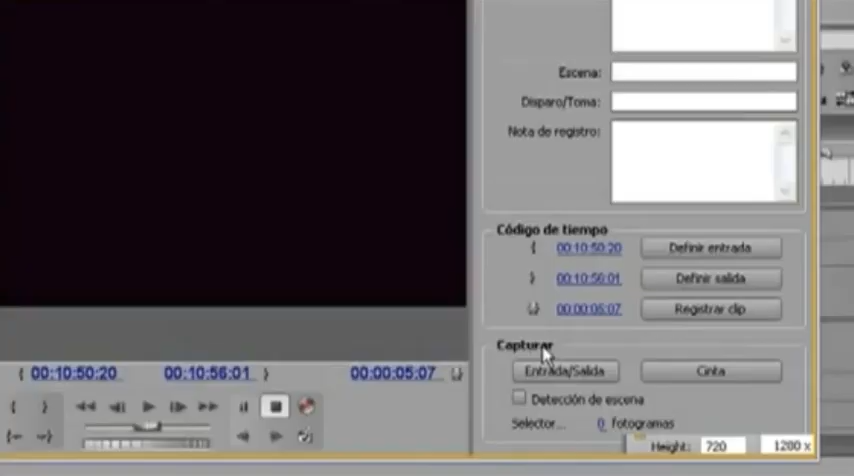 Escena:
Disparo/Toma:
Nota de registro:
Código de tiempo
{ 00:10:50:20 Definir entrada
} 00:10:56:01 Definir salida
{} 00:00:05:07 Registrar clip
Capturar
Entrada/Salida Cinta
Detección de escena
Selector... 0 fotogramas
{ 00:10:50:20 00:10:56:01 } 00:00:05:07 {}
Height: 720 1280 x